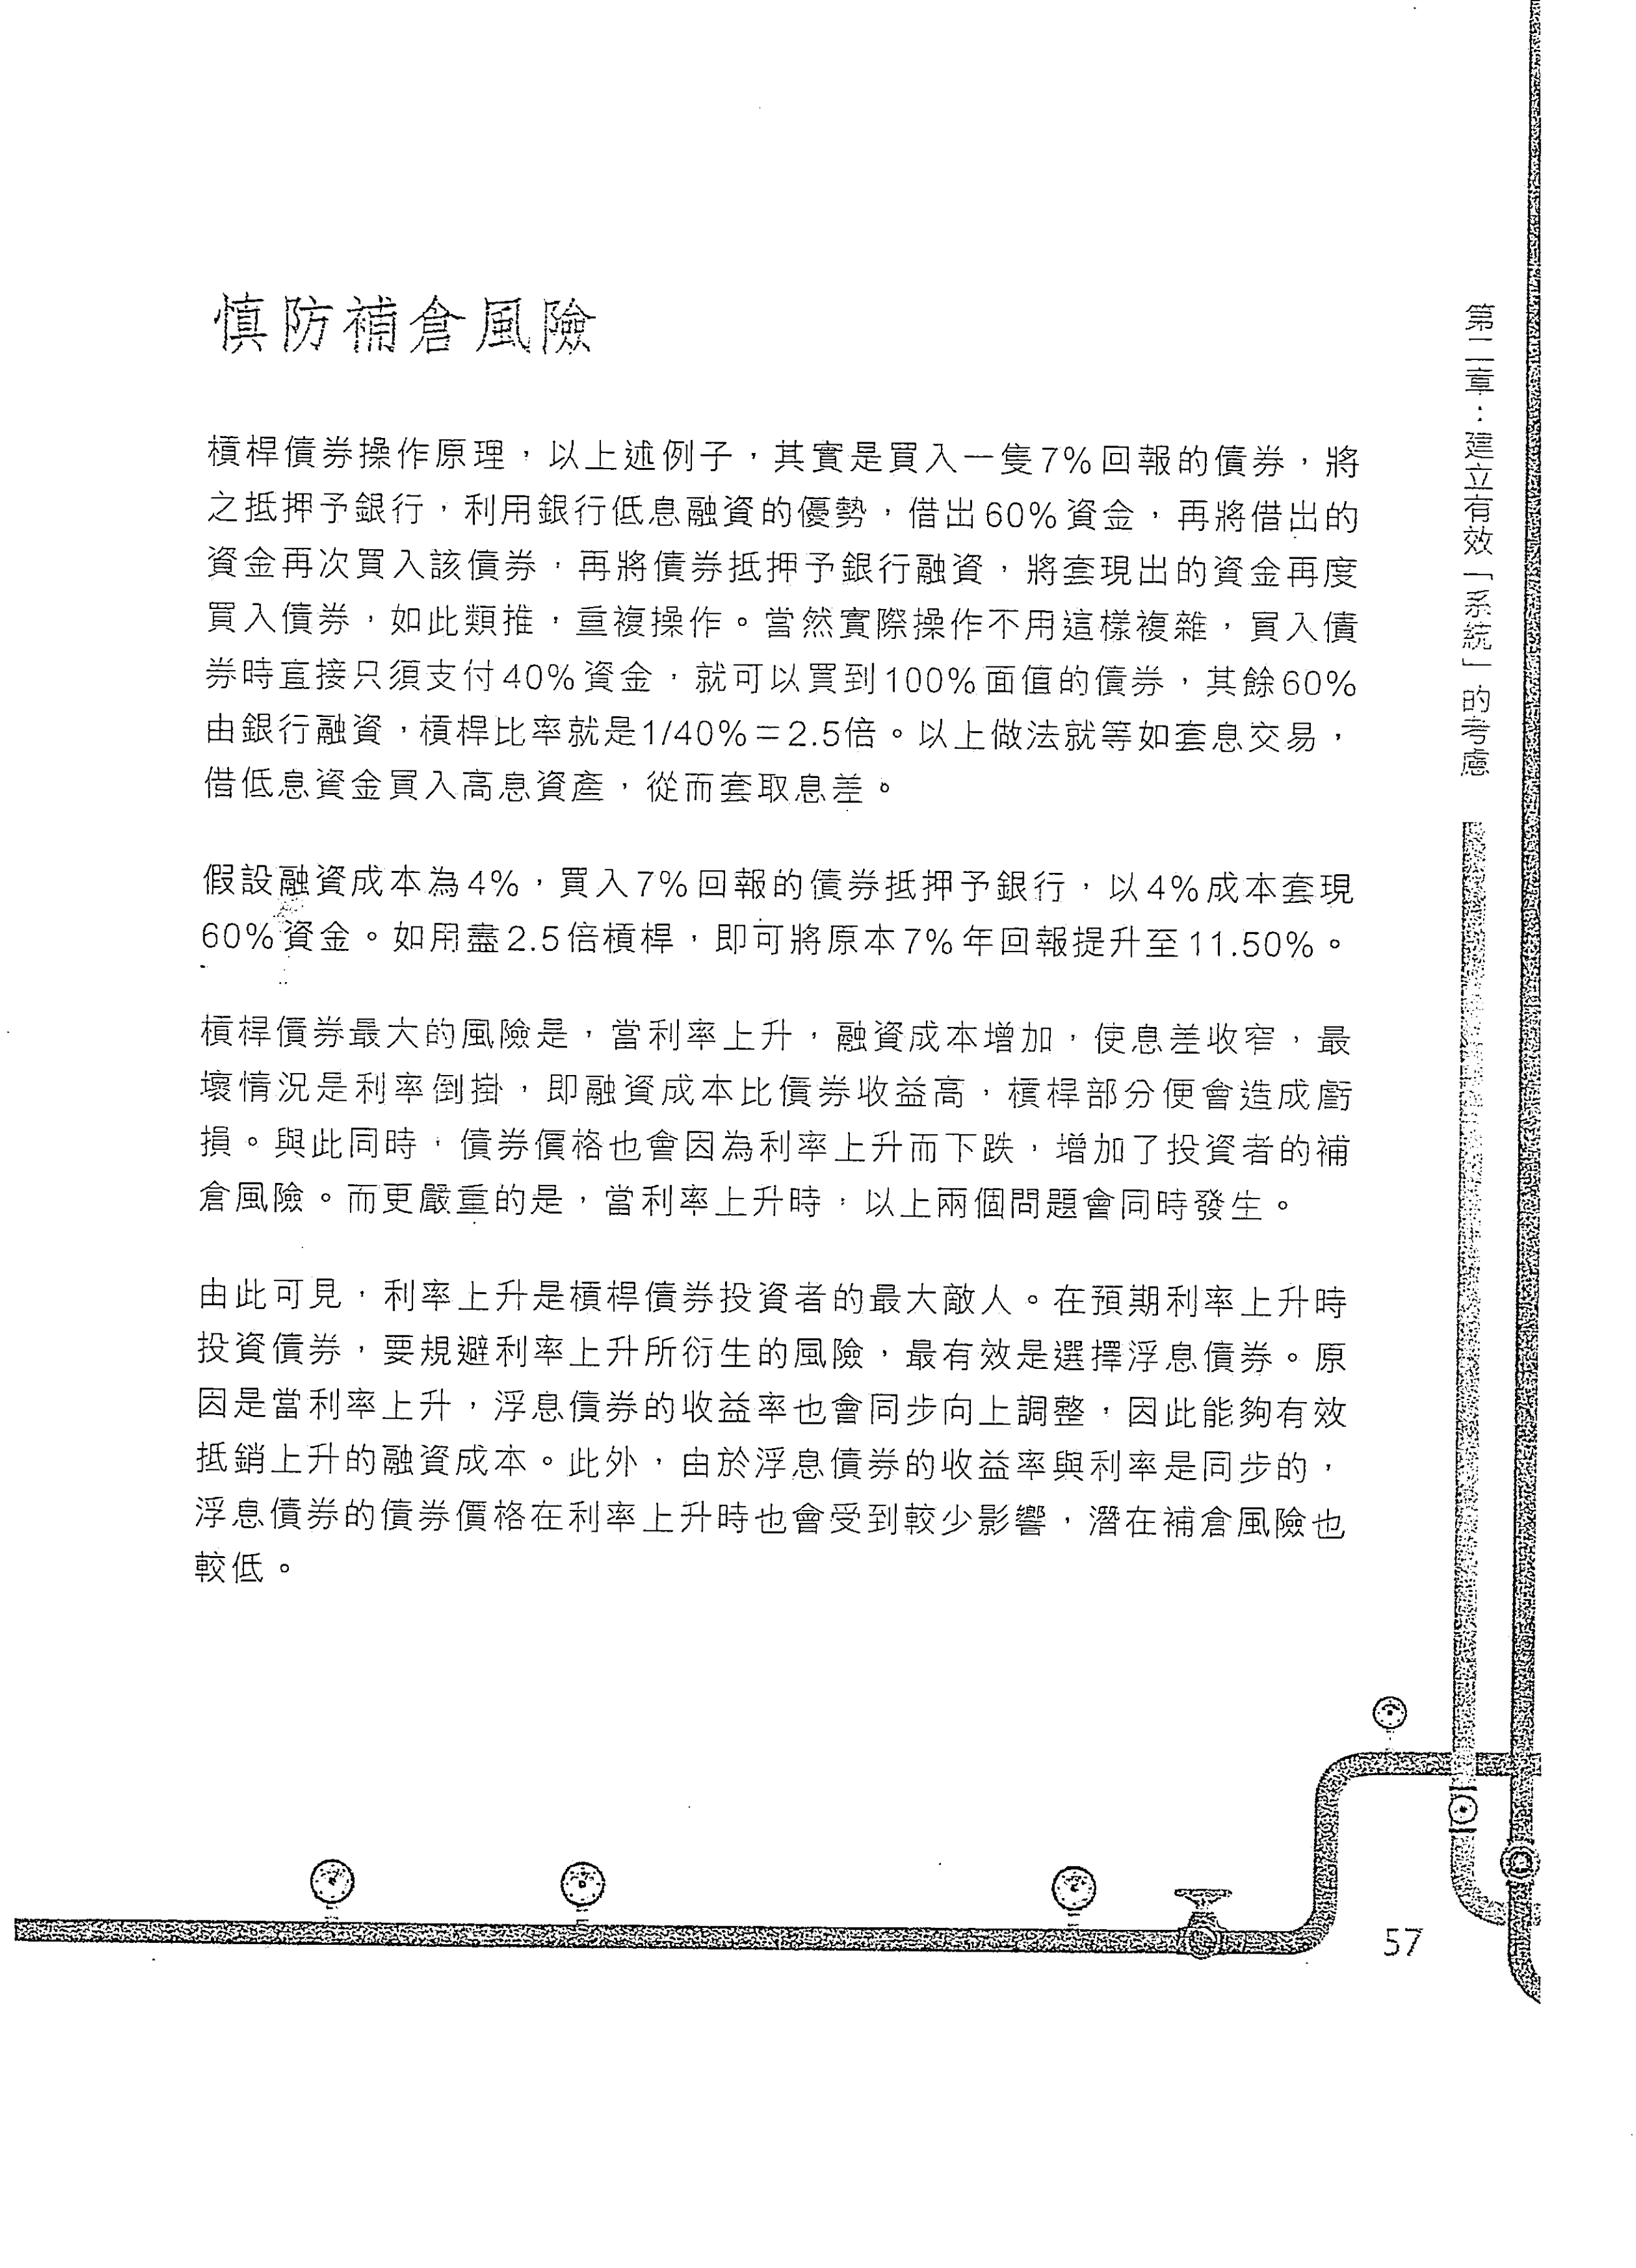 慎防補倉風險
槓桿債券操作原理，以上述例子，其實是買入一隻7%回報的債券，將
之抵押予銀行，利用銀行低息融資的優勢，借出60%資金，再將借出的
資金再次買入該債券，再將債券抵押予銀行融資，將套現出的資金再度
買入債券，如此類推，重複操作。當然實際操作不用這樣複雜，買入債
券時直接只須支付40%資金，就可以買到100%面值的債券，其餘60%
由銀行融資，槓桿比率就是1/40%＝2.5倍。以上做法就等如套息交易，
借低息資金買入高息資產，從而套取息差。
假設融資成本為4%，買入7%回報的債券抵押予銀行，以4%成本套現
60%資金。如用盡2.5倍槓桿，即可將原本7%年回報提升至11.50%。
槓桿債券最大的風險是，當利率上升，融資成本增加，使息差收窄，最
壞情況是利率倒掛，即融資成本比債券收益高，槓桿部分便會造成虧
損。與此同時，債券價格也會因為利率上升而下跌，增加了投資者的補
倉風險。而更嚴重的是，當利率上升時，以上兩個問題會同時發生。
由此可見，利率上升是槓桿債券投資者的最大敵人。在預期利率上升時
投資債券，要規避利率上升所衍生的風險，最有效是選擇浮息債券。原
因是當利率上升，浮息債券的收益率也會同步向上調整，因此能夠有效
抵銷上升的融資成本。此外，由於浮息債券的收益率與利率是同步的，
浮息債券的債券價格在利率上升時也會受到較少影響，潛在補倉風險也
較低。
第二章：建立有效「系統」的考慮
57